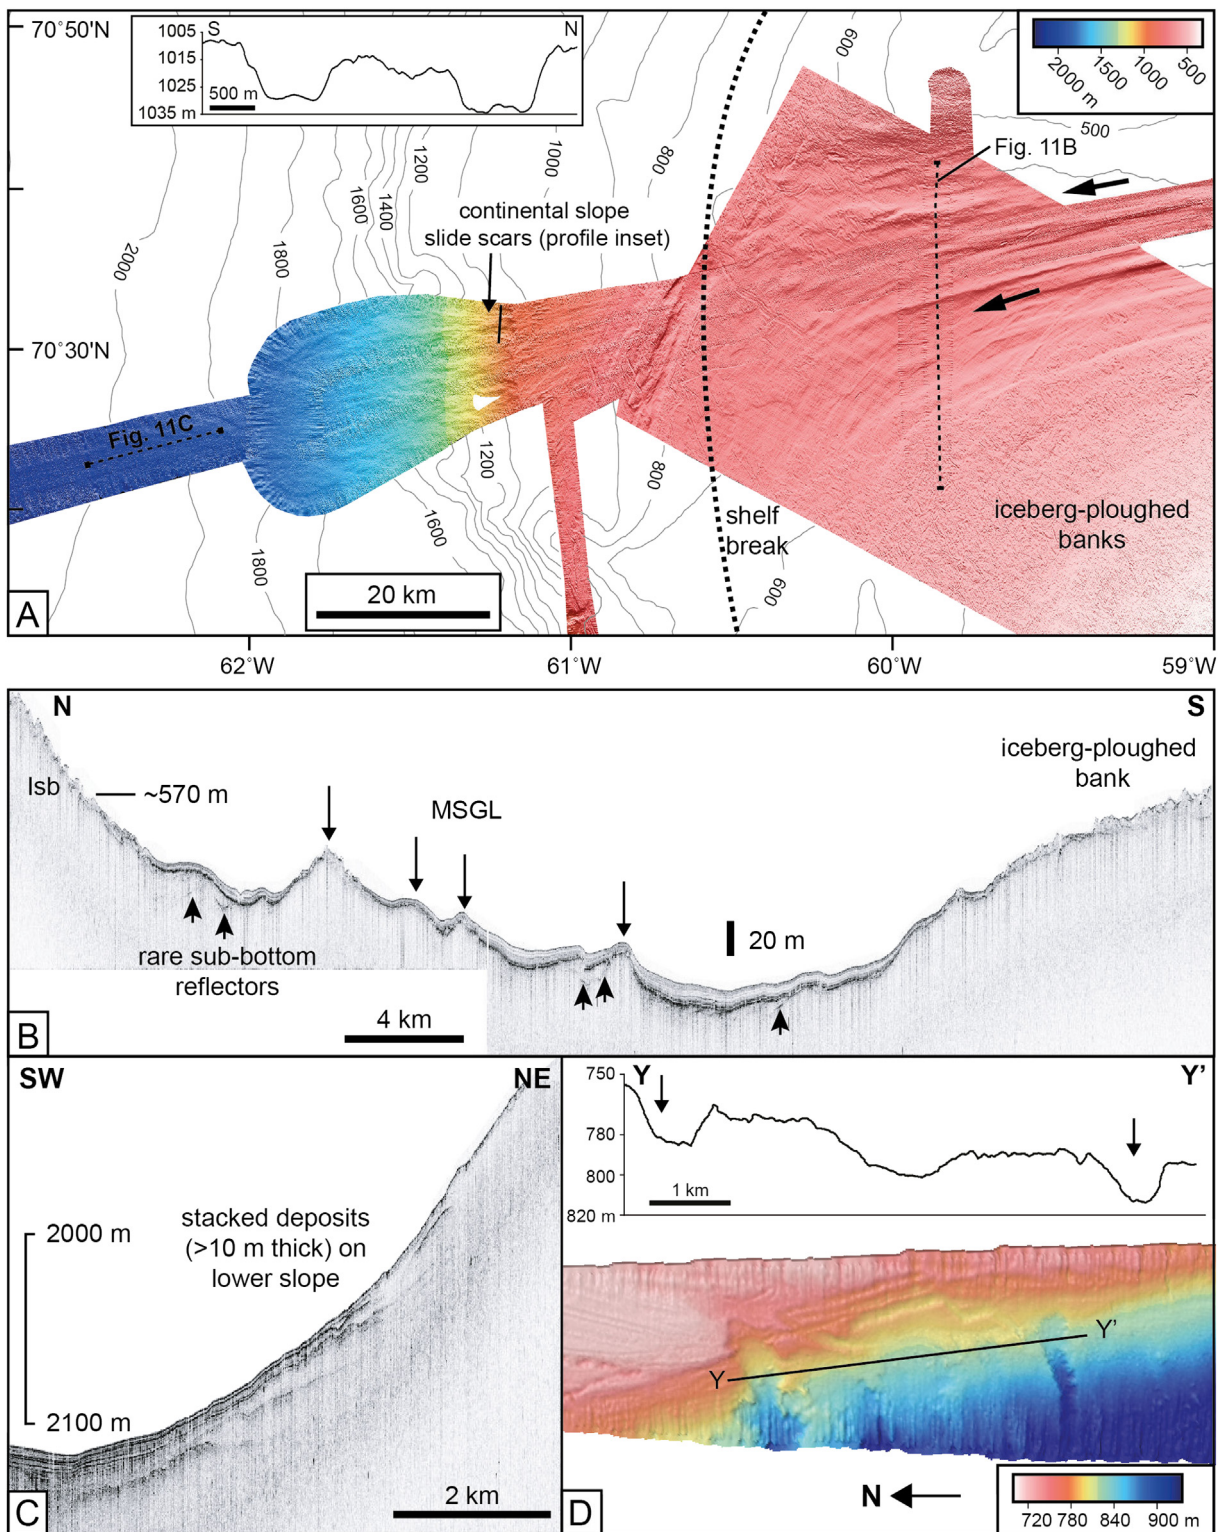 70°50'N
1005
1015
1025
1035 m
S
N
500 m
2000 m
1500
1000
500
600
500
800
1000
1200
1400
1600
1800
2000
Fig. 11B
continental slope
slide scars (profile inset)
70°30'N
Fig. 11C
1200
800
1600
1800
600
shelf
break
iceberg-ploughed
banks
20 km
A
62°W
61°W
60°W
59°W
N
S
lsb
~570 m
MSGL
iceberg-ploughed
bank
rare sub-bottom
reflectors
20 m
4 km
B
SW
NE
2000 m
stacked deposits
(>10 m thick) on
lower slope
2100 m
2 km
C
750
780
800
820 m
Y
Y'
1 km
Y
Y'
N
720
780
840
900 m
D